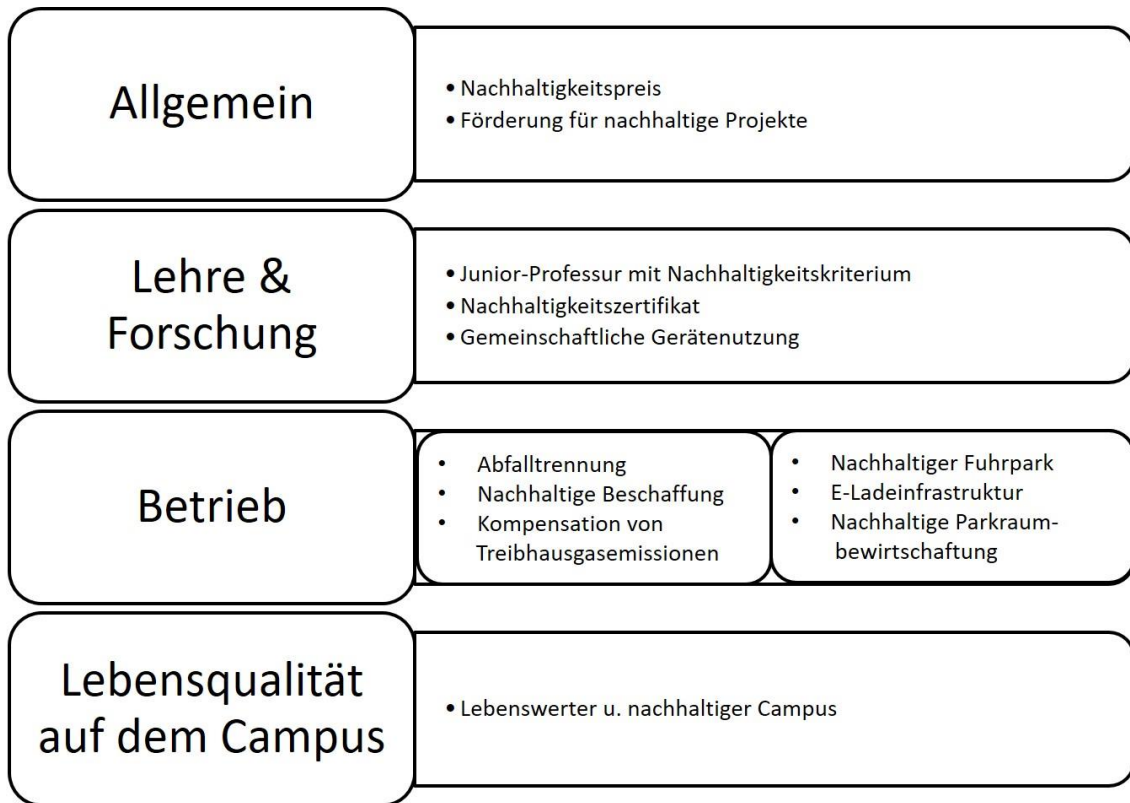 Allgemein
• Nachhaltigkeitspreis
• Förderung für nachhaltige Projekte
Lehre &
Forschung
• Junior-Professur mit Nachhaltigkeitskriterium
• Nachhaltigkeitszertifikat
• Gemeinschaftliche Gerätenutzung
Betrieb
• Abfalltrennung
• Nachhaltige Beschaffung
• Kompensation von
Treibhausgasemissionen
• Nachhaltiger Fuhrpark
• E-Ladeinfrastruktur
• Nachhaltige Parkraum-
bewirtschaftung
Lebensqualität
auf dem Campus
• Lebenswerter u. nachhaltiger Campus